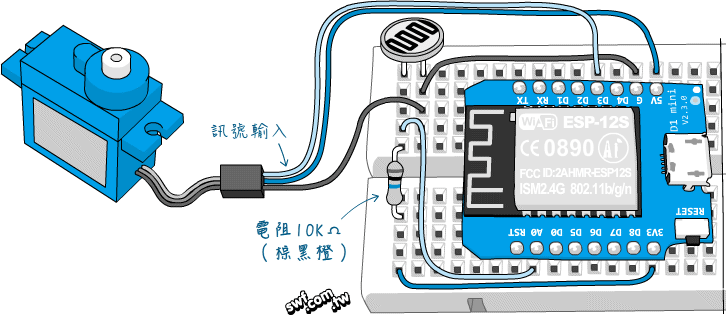 TX RX D1 D2 D3 D4 G 5V
D1 mini
V2.3.0
WiFi ESP-12S
CE 0890 Ai
FCC ID:2AHMR-ESP12S
ISM2.4G 802.11b/g/n
訊號輸入
RESET
電阻10KΩ
(棕黑橙)
RST A0 D0 D5 D6 D7 D8 3V3
swf.com.tw